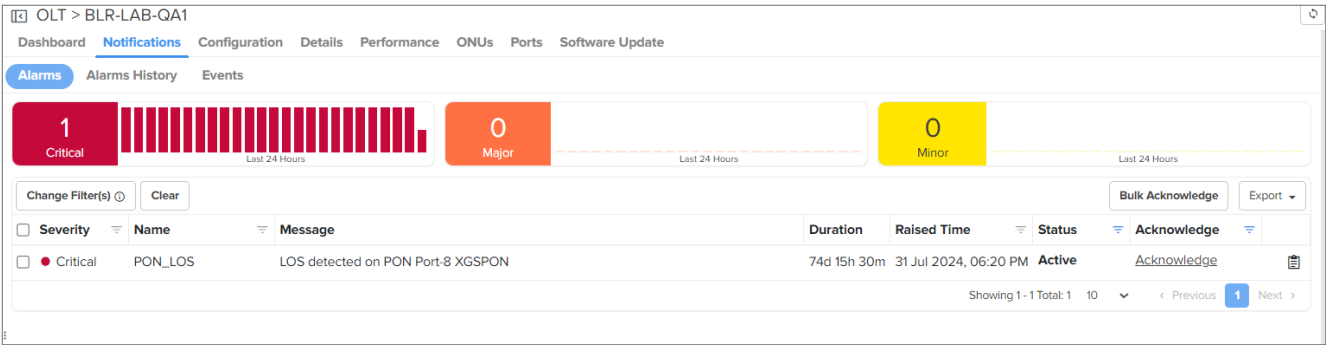 OLT > BLR-LAB-QA1
Dashboard Notifications Configuration Details Performance ONUs Ports Software Update
Alarms Alarms History Events
1 Critical Last 24 Hours
0 Major Last 24 Hours
0 Minor Last 24 Hours
Change Filter(s) Clear Bulk Acknowledge Export
Severity Name Message Duration Raised Time Status Acknowledge
Critical PON_LOS LOS detected on PON Port-8 XGSPON 74d 15h 30m 31 Jul 2024, 06:20 PM Active Acknowledge
Showing 1 - 1 Total: 1 10 < Previous 1 Next >